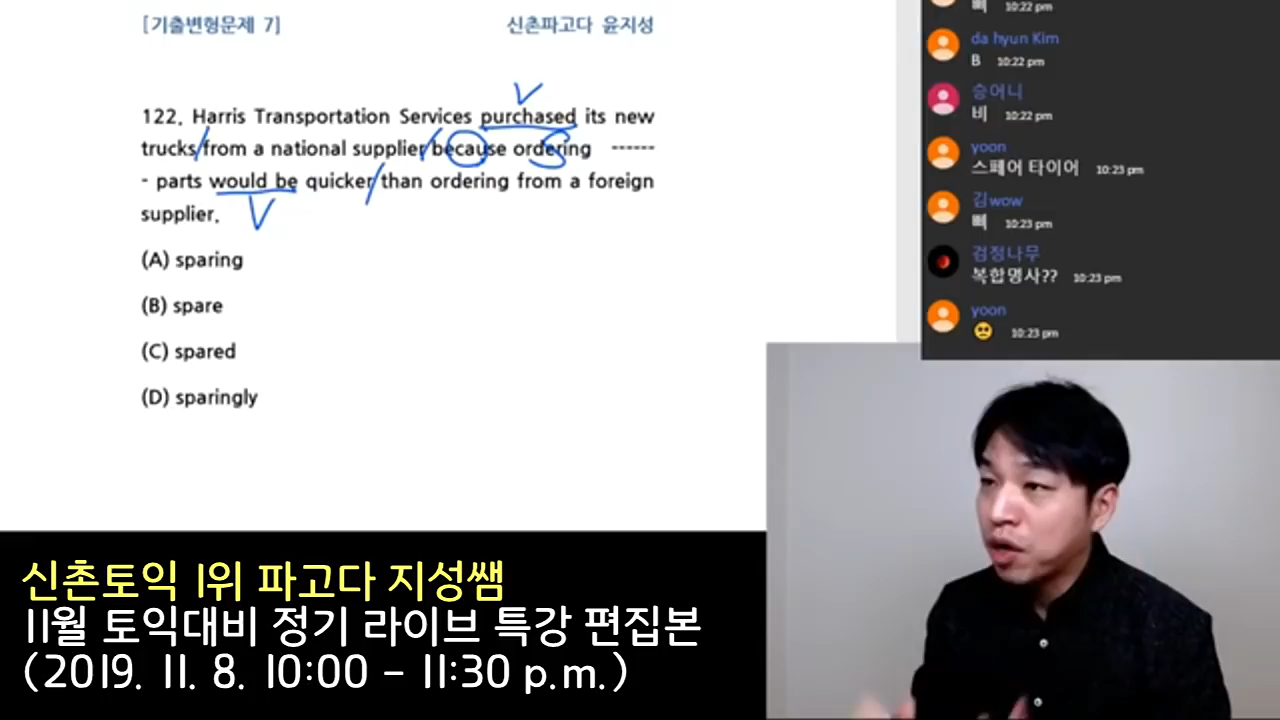 [기출변형문제 7]
신촌파고다 윤지성
122. Harris Transportation Services purchased its new
trucks from a national supplier because ordering ------
- parts would be quicker than ordering from a foreign
supplier.
(A) sparing
(B) spare
(C) spared
(D) sparingly
V
S
V
삐 10:22 pm
da hyun Kim
B 10:22 pm
승어니
비 10:22 pm
yoon
스페어 타이어 10:23 pm
김wow
삐 10:23 pm
검정나무
복합명사?? 10:23 pm
yoon
🥺 10:23 pm
신촌토익 1위 파고다 지성쌤
11월 토익대비 정기 라이브 특강 편집본
(2019. 11. 8. 10:00 - 11:30 p.m.)